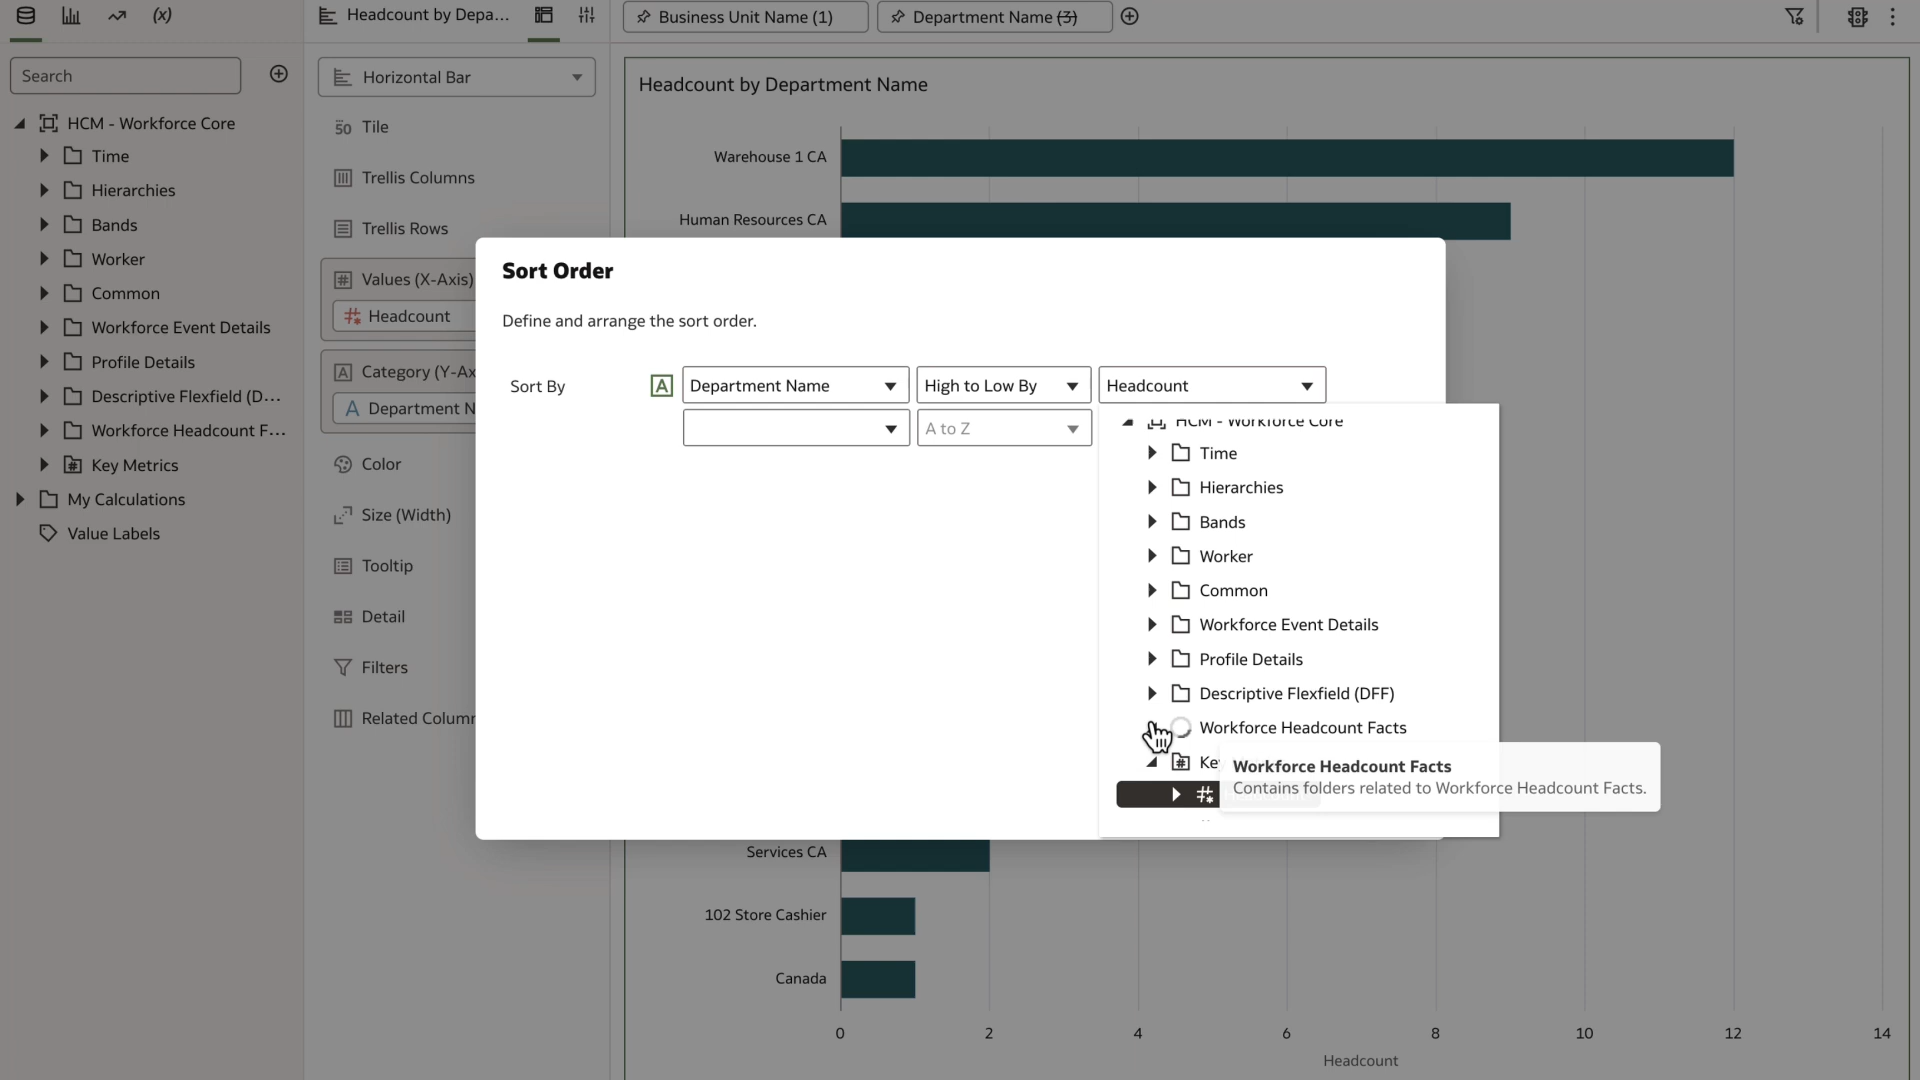 (x)
Headcount by Depa...
Business Unit Name (1)
Department Name (3)
Search
HCM - Workforce Core
Time
Hierarchies
Bands
Worker
Common
Workforce Event Details
Profile Details
Descriptive Flexfield (D...
Workforce Headcount F...
Key Metrics
My Calculations
Value Labels
Horizontal Bar
50 Tile
Trellis Columns
Trellis Rows
Values (X-Axis)
Headcount
Category (Y-Ax
A Department N
Color
Size (Width)
Tooltip
Detail
Filters
Related Column
Headcount by Department Name
Warehouse 1 CA
Human Resources CA
Sort Order
Define and arrange the sort order.
Sort By
A
Department Name
High to Low By
Headcount
A to Z
HCM - Workforce Core
Time
Hierarchies
Bands
Worker
Common
Workforce Event Details
Profile Details
Descriptive Flexfield (DFF)
Workforce Headcount Facts
Key
Workforce Headcount Facts
Contains folders related to Workforce Headcount Facts.
Services CA
102 Store Cashier
Canada
0 2 4 6 8 10 12 14
Headcount